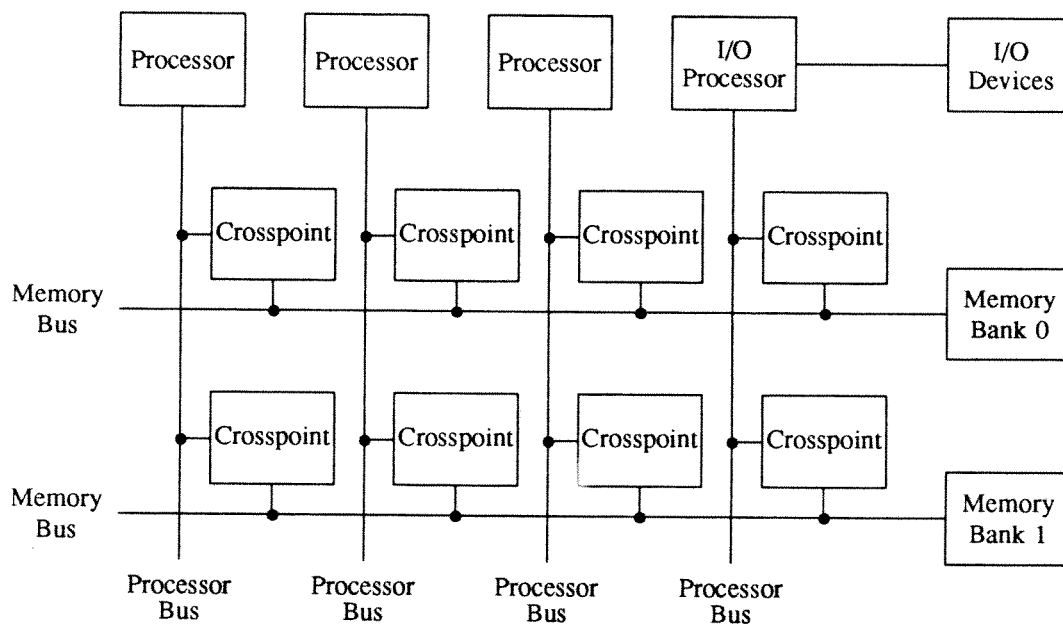 Processor
Processor
Processor
I/O
Processor
I/O
Devices
Crosspoint
Crosspoint
Crosspoint
Crosspoint
Memory
Bus
Memory
Bank 0
Crosspoint
Crosspoint
Crosspoint
Crosspoint
Memory
Bus
Memory
Bank 1
Processor
Bus
Processor
Bus
Processor
Bus
Processor
Bus